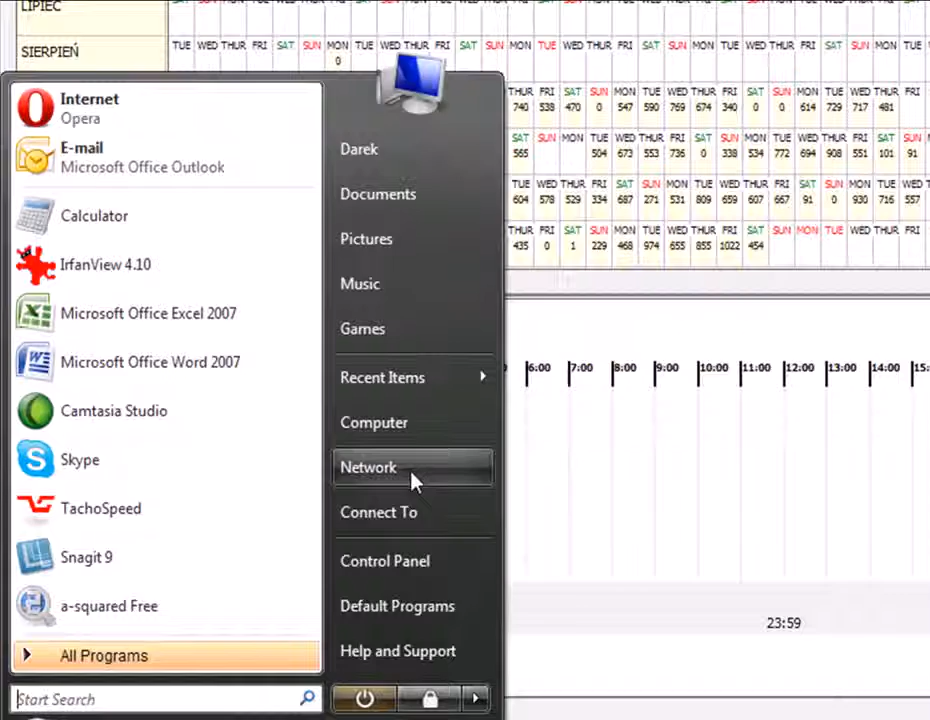 LIPIEC
TUE WED THUR FRI SAT SUN MON TUE WED THUR FRI SAT SUN MON TUE WED THUR FRI SAT SUN MON TUE WED THUR FRI SAT SUN MON TUE
SIERPIEŃ
0
THUR FRI SAT SUN MON TUE WED THUR FRI SAT SUN MON TUE WED THUR
740 538 470 0 547 590 769 674 340 0 0 614 729 717 481
SAT SUN MON TUE WED THUR FRI SAT SUN MON TUE WED THUR FRI SAT SUN
565 504 673 553 736 0 338 534 772 694 908 551 101 91
TUE WED THUR FRI SAT SUN MON TUE WED THUR FRI SAT SUN MON TUE WED
604 578 529 334 687 271 531 809 659 607 667 91 0 930 716 557
THUR FRI SAT SUN MON TUE WED THUR FRI SAT SUN MON TUE WED THUR FRI
435 0 1 229 468 974 655 855 1022 454
Internet
Opera
E-mail
Microsoft Office Outlook
Calculator
IrfanView 4.10
Microsoft Office Excel 2007
Microsoft Office Word 2007
Camtasia Studio
Skype
TachoSpeed
Snagit 9
a-squared Free
All Programs
Start Search
Darek
Documents
Pictures
Music
Games
Recent Items
Computer
Network
Connect To
Control Panel
Default Programs
Help and Support
6:00 7:00 8:00 9:00 10:00 11:00 12:00 13:00 14:00
23:59